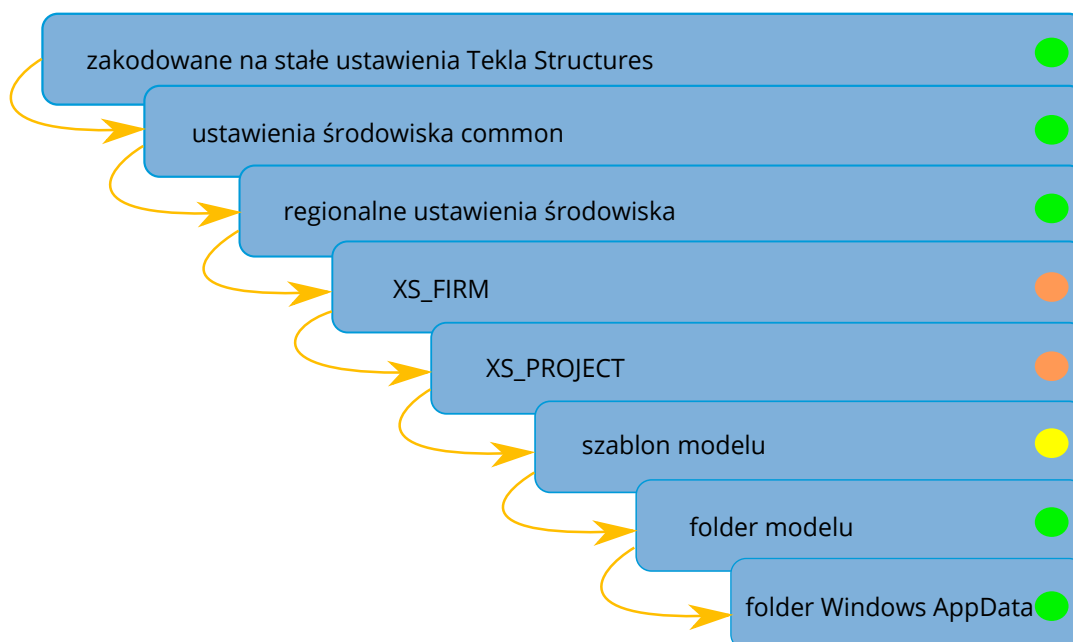 zakodowane na stałe ustawienia Tekla Structures
ustawienia środowiska common
regionalne ustawienia środowiska
XS_FIRM
XS_PROJECT
szablon modelu
folder modelu
folder Windows AppData